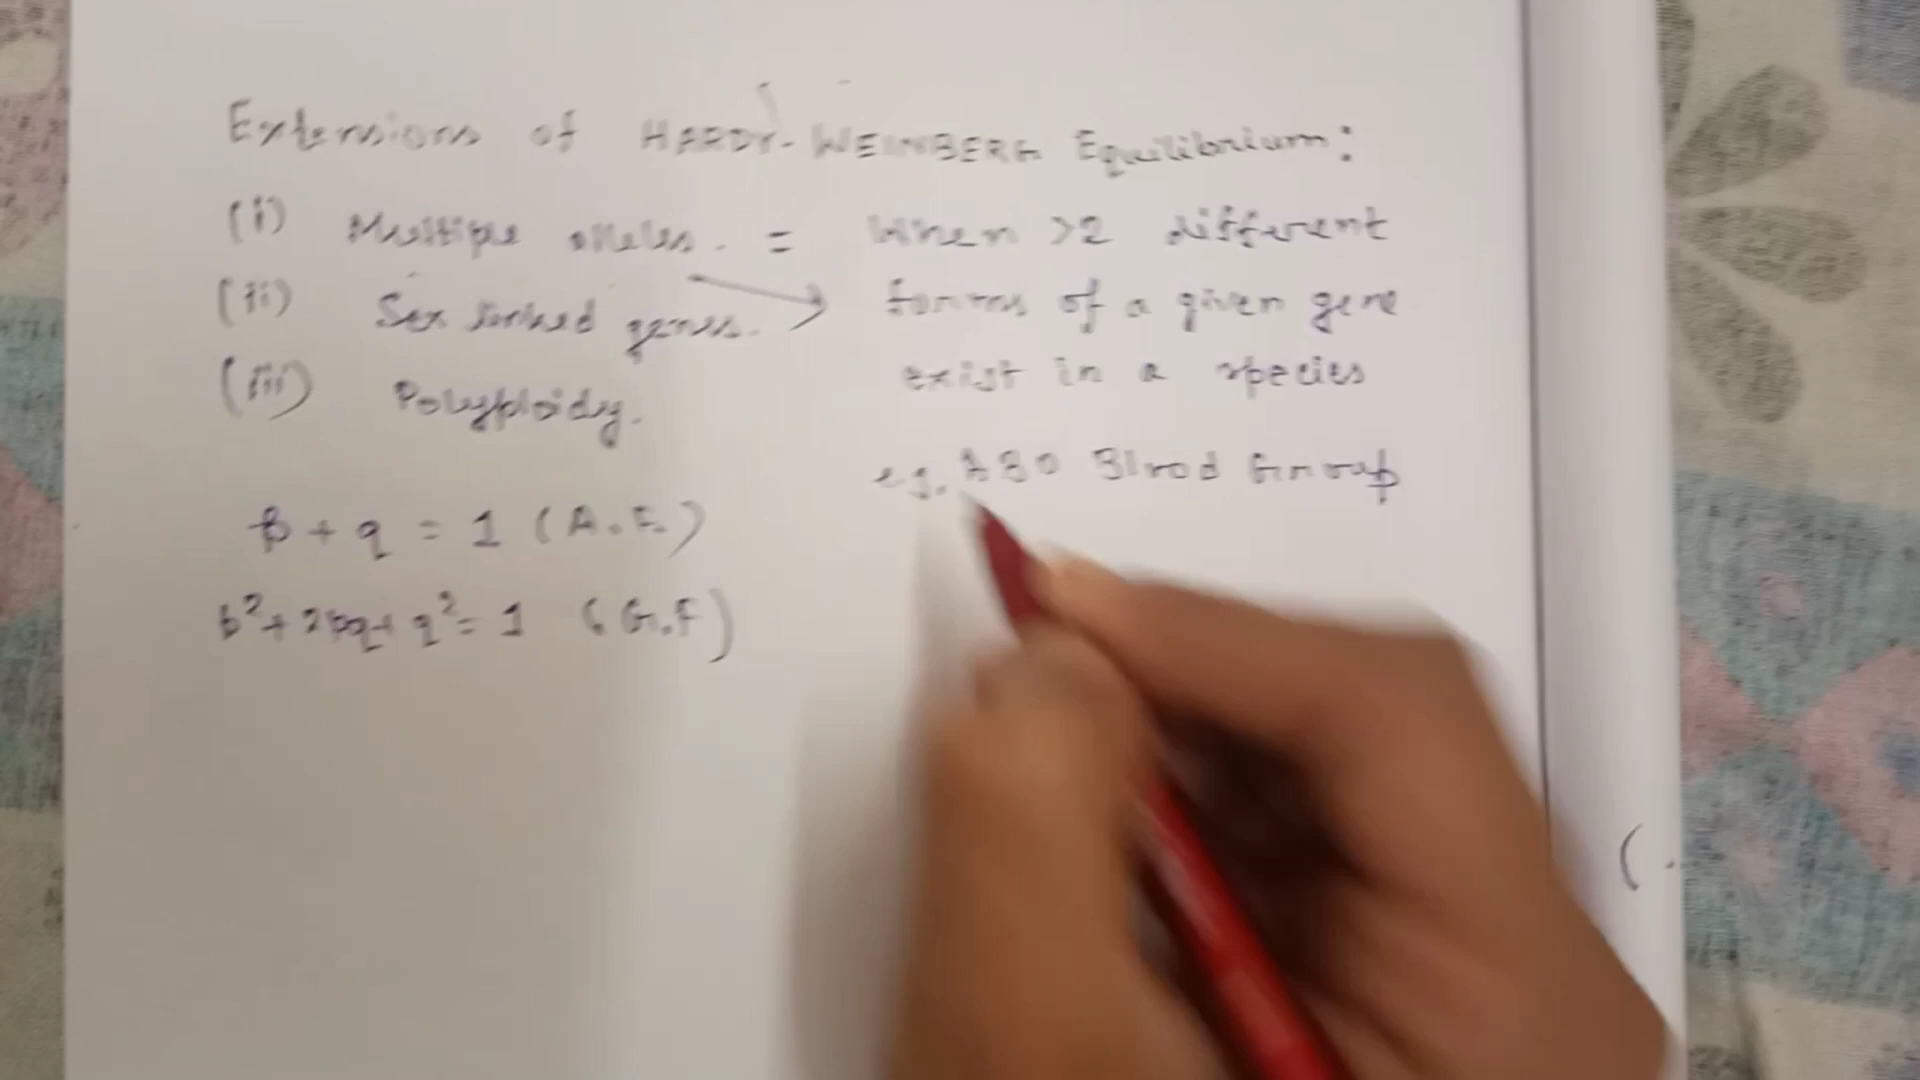 Extensions of HARDY-WEINBERG Equilibrium:
(i) Multiple alleles. = When >2 different
(ii) Sex linked genes. → forms of a given gene
exist in a species
(iii) Polyploidy.
e.g. ABO Blood Group
p + q = 1 (A.F.)
p²+2pq+q²= 1 (G.F)
(.